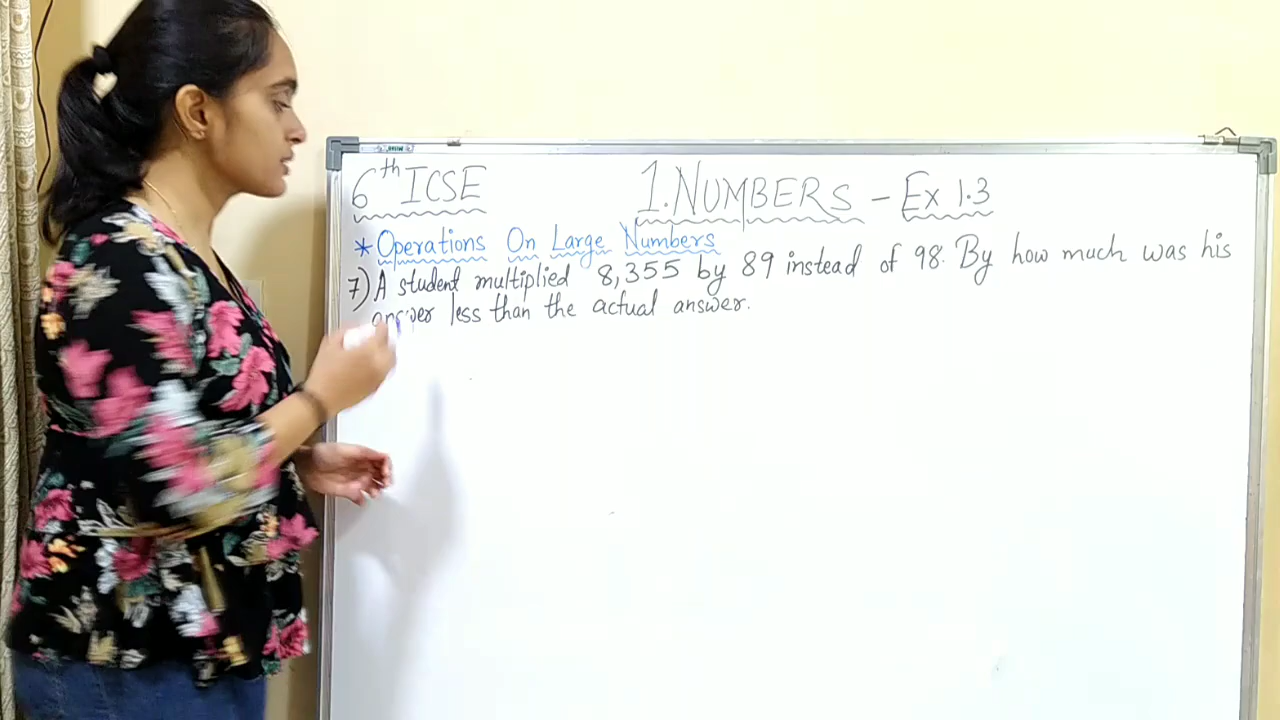 6th ICSE
1. NUMBERS - Ex 1.3
* Operations On Large Numbers
7) A student multiplied 8,355 by 89 instead of 98. By how much was his
answer less than the actual answer.